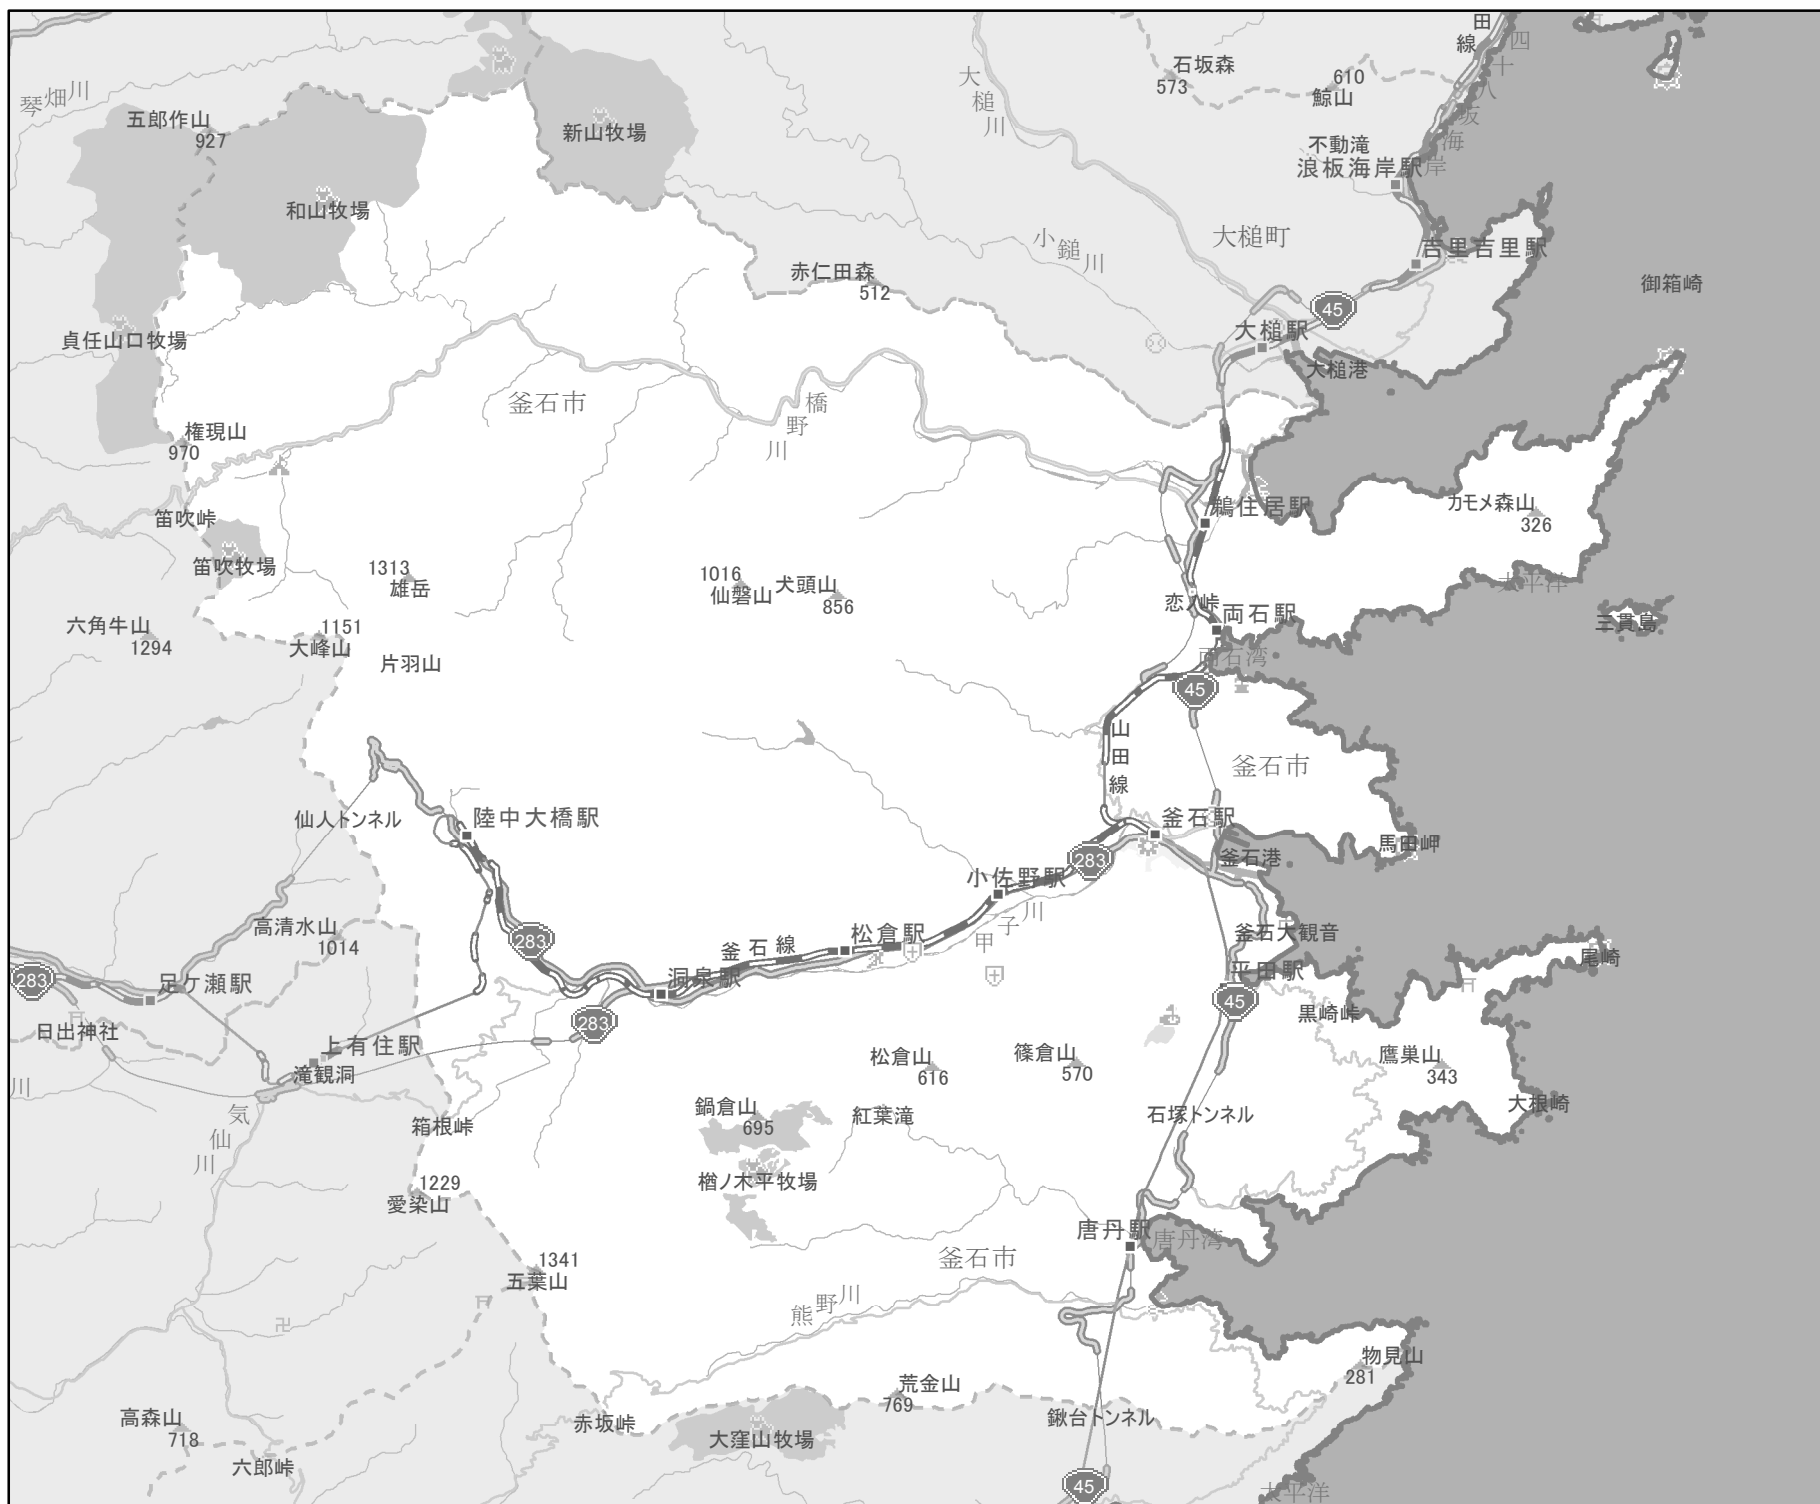 田
線
四
十
八
坂
海
岸
石坂森
573
610
鯨山
大
槌
川
琴畑川
五郎作山
927
新山牧場
不動滝
浪板海岸駅
和山牧場
小
鎚
川
大槌町
吉里吉里駅
赤仁田森
512
御箱崎
45
大槌駅
貞任山口牧場
大槌港
釜石市
橋
野
川
権現山
970
カモメ森山
326
鵜住居駅
笛吹峠
笛吹牧場
1313
雄岳
1016
仙磐山
犬頭山
856
太平洋
恋ノ峠
両石駅
三貫島
六角牛山
1294
1151
大峰山
片羽山
両石湾
45
山
田
線
釜石市
仙人トンネル
陸中大橋駅
釜石駅
馬田岬
釜石港
283
小佐野駅
高清水山
1014
283
釜石線
松倉駅
甲
子
川
釜石大観音
平田駅
尾崎
283
足ケ瀬駅
洞泉駅
45
黒崎峠
日出神社
283
上有住駅
滝観洞
松倉山
616
篠倉山
570
鷹巣山
343
川
気
仙
川
箱根峠
鍋倉山
695
紅葉滝
石塚トンネル
大根崎
楢ノ木平牧場
1229
愛染山
唐丹駅
唐丹湾
1341
五葉山
釜石市
熊野川
物見山
281
荒金山
769
高森山
718
赤坂峠
大窪山牧場
鍬台トンネル
六郎峠
45
太平洋